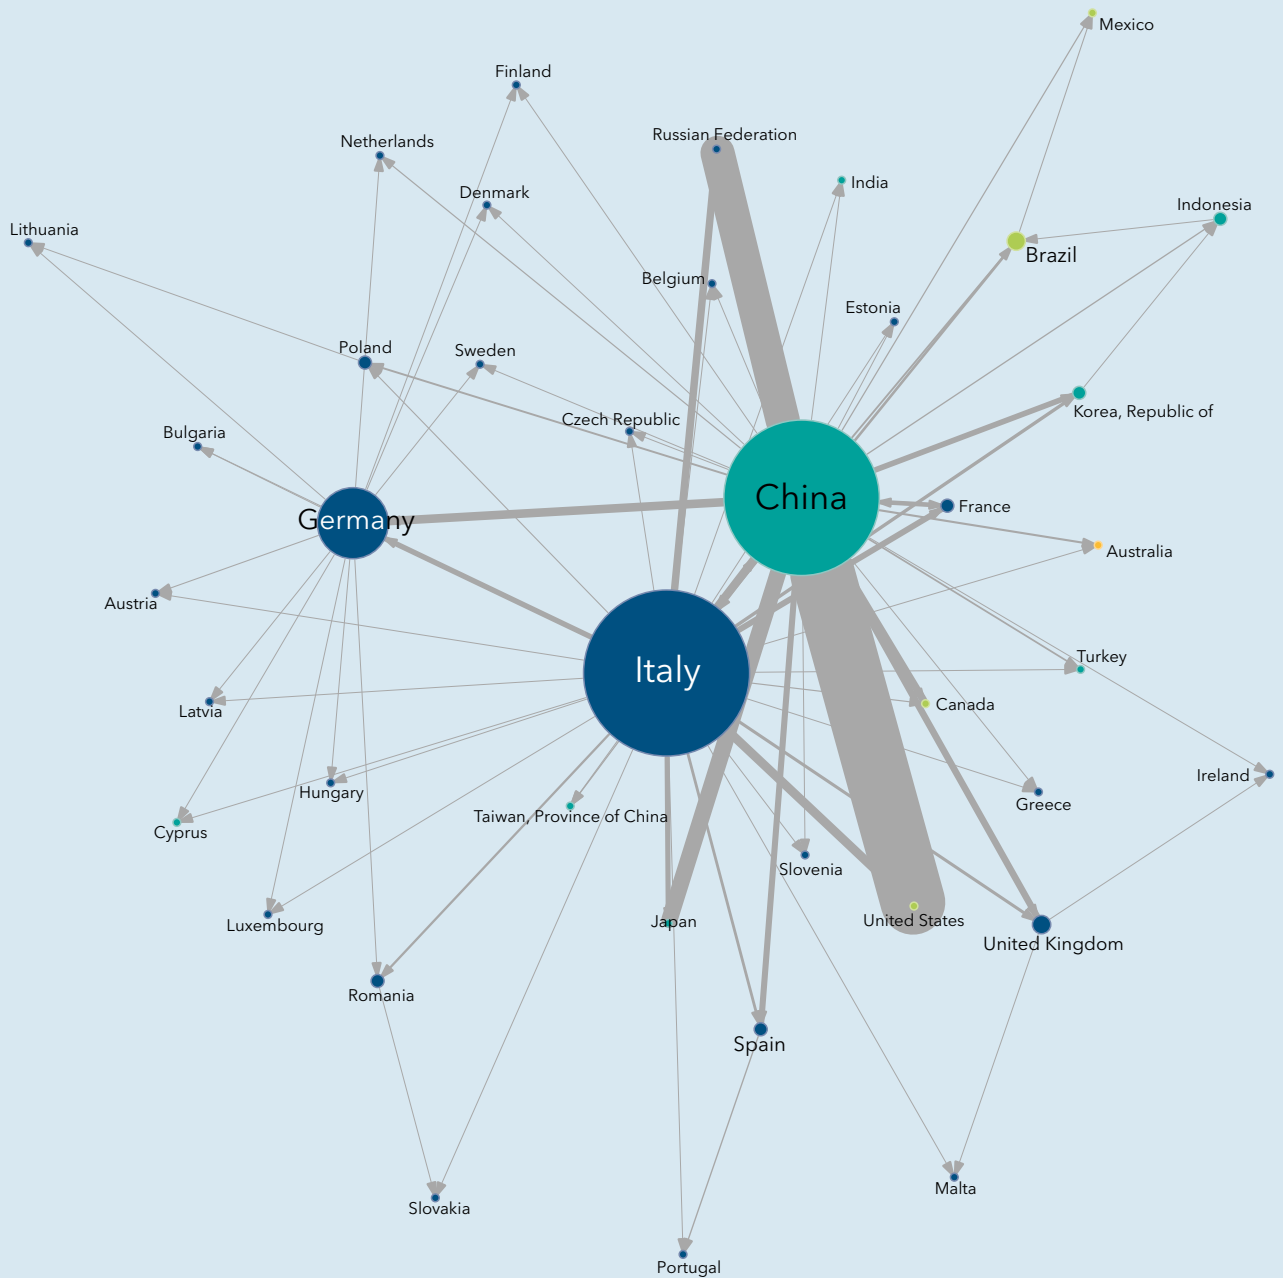 Mexico
Finland
Russian Federation
Netherlands
India
Denmark
Indonesia
Lithuania
Brazil
Belgium
Estonia
Poland
Sweden
Korea, Republic of
Czech Republic
Bulgaria
China
France
Germany
Australia
Austria
Turkey
Italy
Latvia
Canada
Ireland
Hungary
Greece
Taiwan, Province of China
Cyprus
Slovenia
Luxembourg
Japan
United States
United Kingdom
Romania
Spain
Malta
Slovakia
Portugal